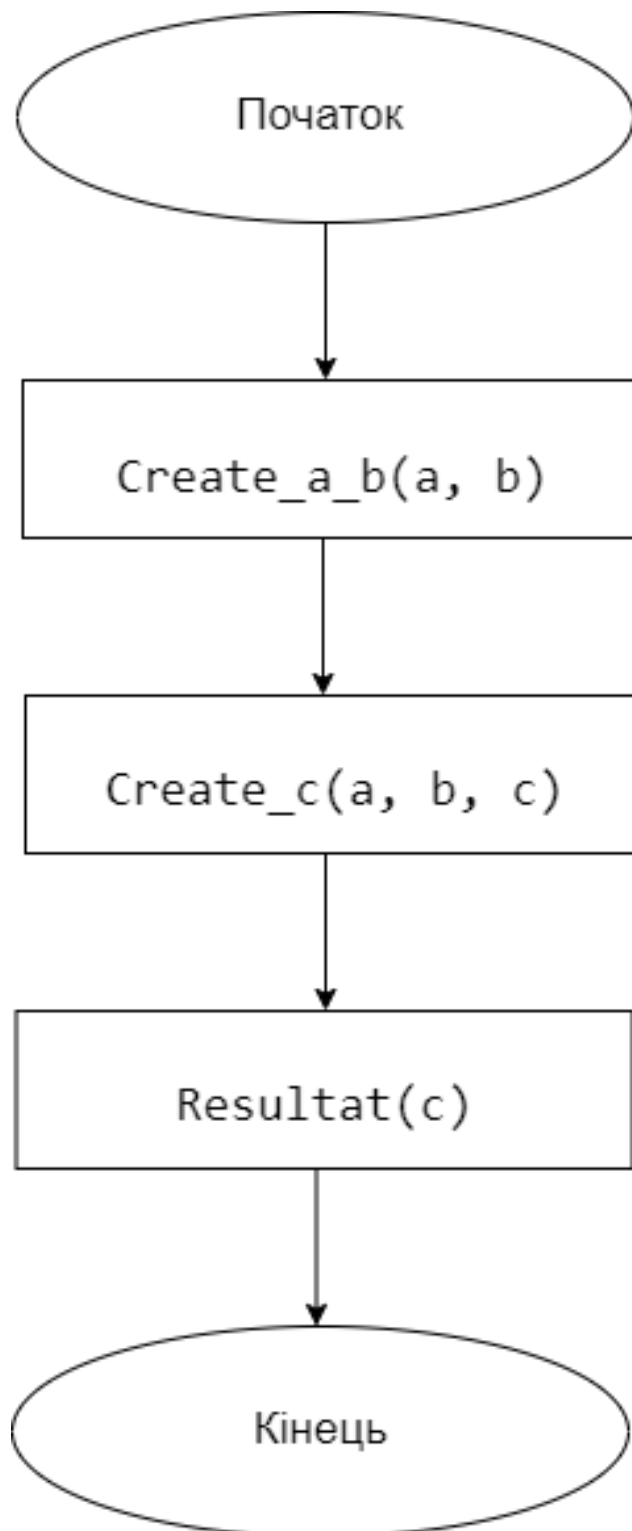 Початок
Create_a_b(a, b)
Create_c(a, b, c)
Resultat(c)
Кінець